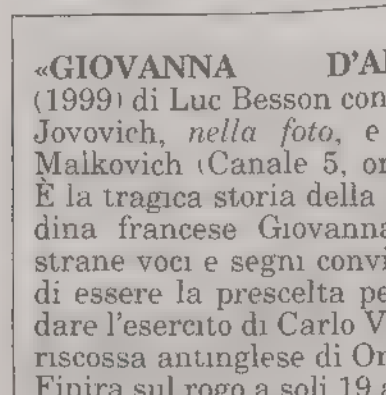 «GIOVANNA D'A
(1999) di Luc Besson con
Jovovich, nella foto, e
Malkovich (Canale 5, or
È la tragica storia della
dina francese Giovanna
strane voci e segni convi
di essere la prescelta pe
dare l'esercito di Carlo V
riscossa antinglese di Or
Finirà sul rogo a soli 19 a